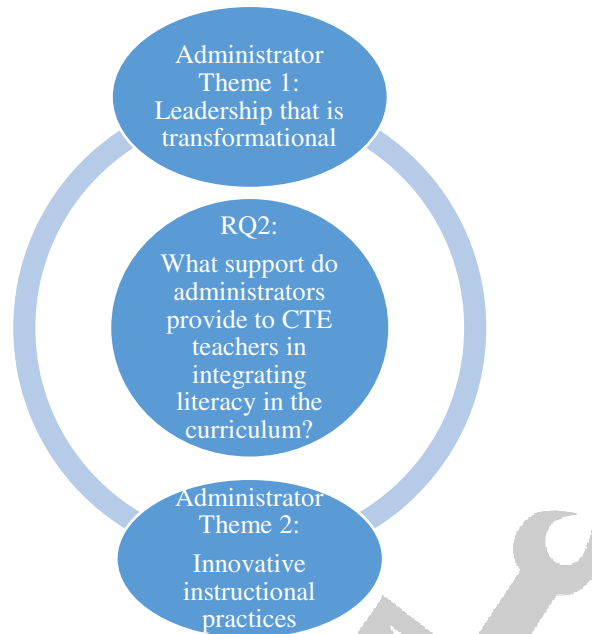 Administrator
Theme 1:
Leadership that is
transformational
RQ2:
What support do
administrators
provide to CTE
teachers in
integrating
literacy in the
curriculum?
Administrator
Theme 2:
Innovative
instructional
practices